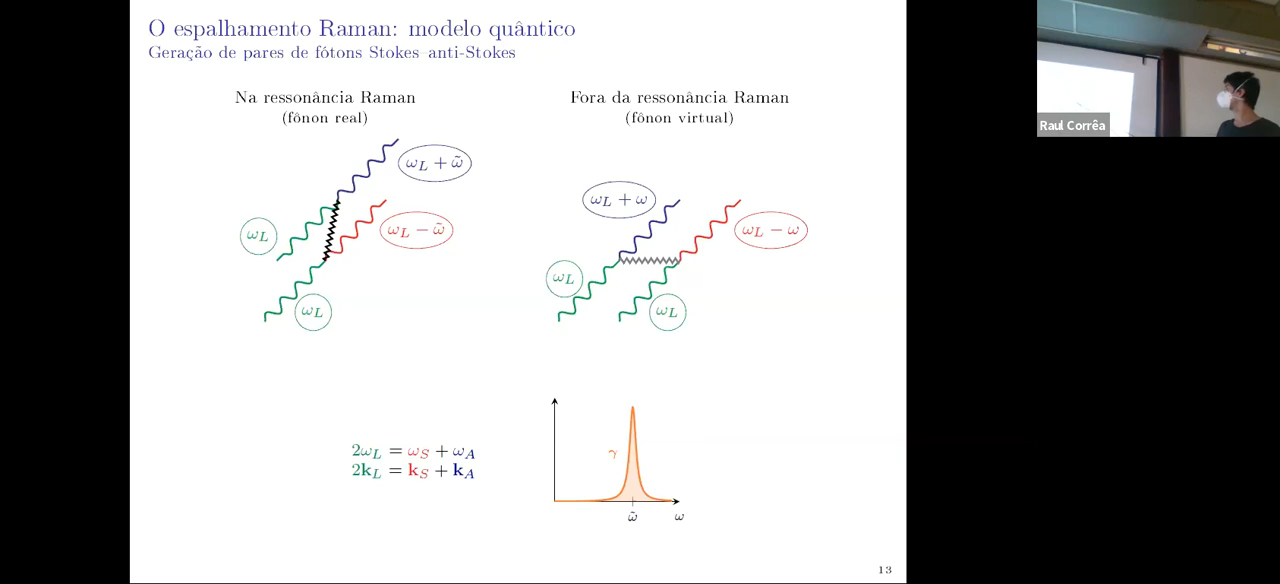 O espalhamento Raman: modelo quântico
Geração de pares de fótons Stokes–anti-Stokes
Na ressonância Raman
(fônon real)
ω_L + ω̃
ω_L
ω_L − ω̃
ω_L
Fora da ressonância Raman
(fônon virtual)
ω_L + ω
ω_L − ω
ω_L
ω_L
2ω_L = ω_S + ω_A
2k_L = k_S + k_A
γ
ω̃
ω
13
Raul Corrêa